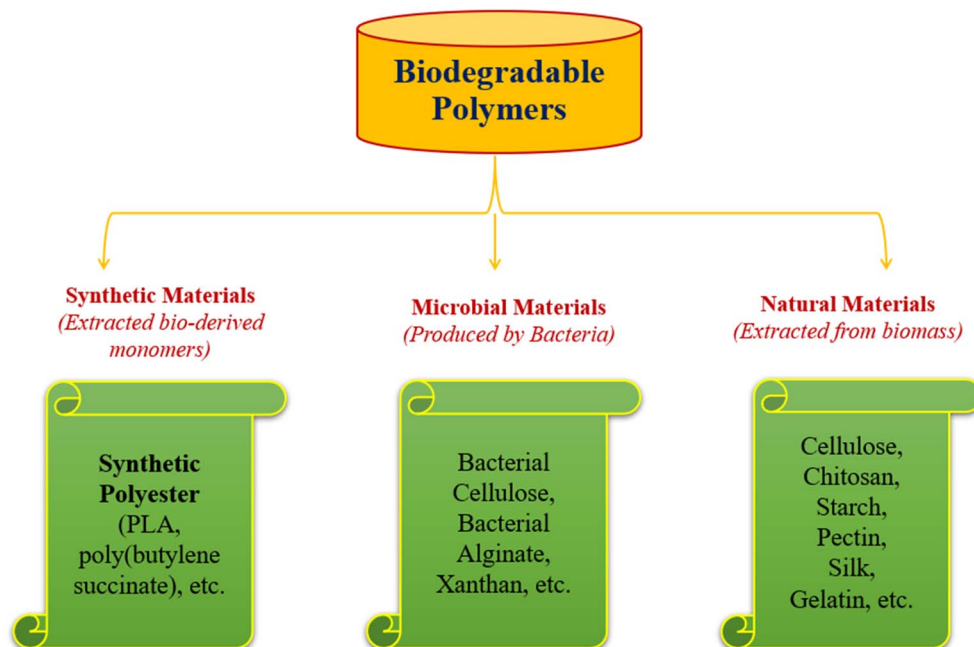 Biodegradable
Polymers
Synthetic Materials
(Extracted bio-derived
monomers)
Microbial Materials
(Produced by Bacteria)
Natural Materials
(Extracted from biomass)
Synthetic
Polyester
(PLA,
poly(butylene
succinate), etc.
Bacterial
Cellulose,
Bacterial
Alginate,
Xanthan, etc.
Cellulose,
Chitosan,
Starch,
Pectin,
Silk,
Gelatin, etc.